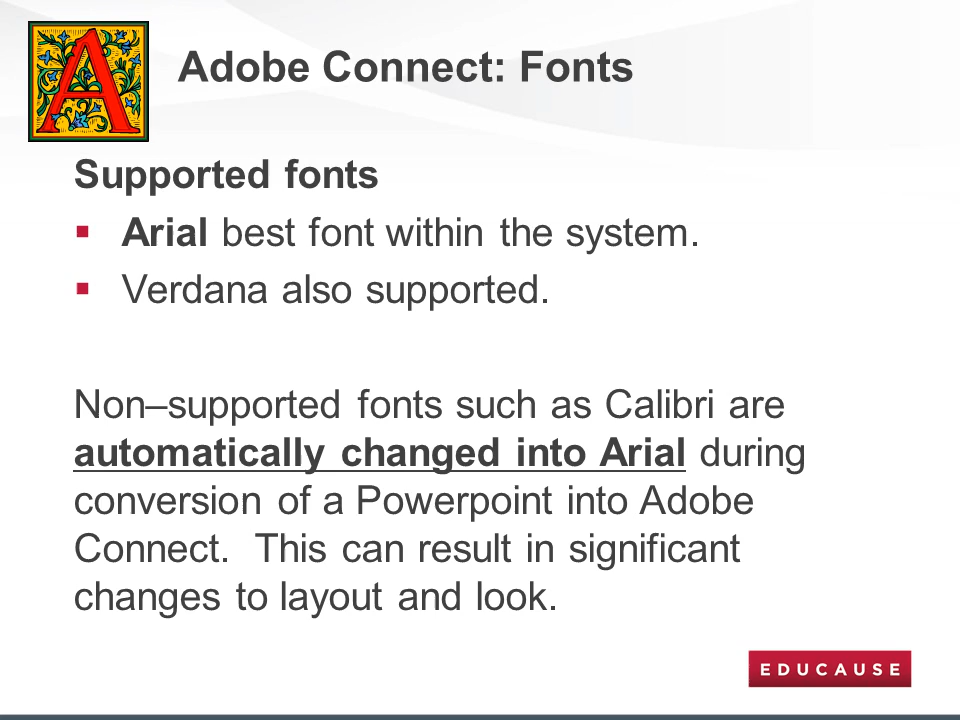 A
Adobe Connect: Fonts
Supported fonts
▪ Arial best font within the system.
▪ Verdana also supported.
Non–supported fonts such as Calibri are
automatically changed into Arial during
conversion of a Powerpoint into Adobe
Connect.  This can result in significant
changes to layout and look.
EDUCAUSE